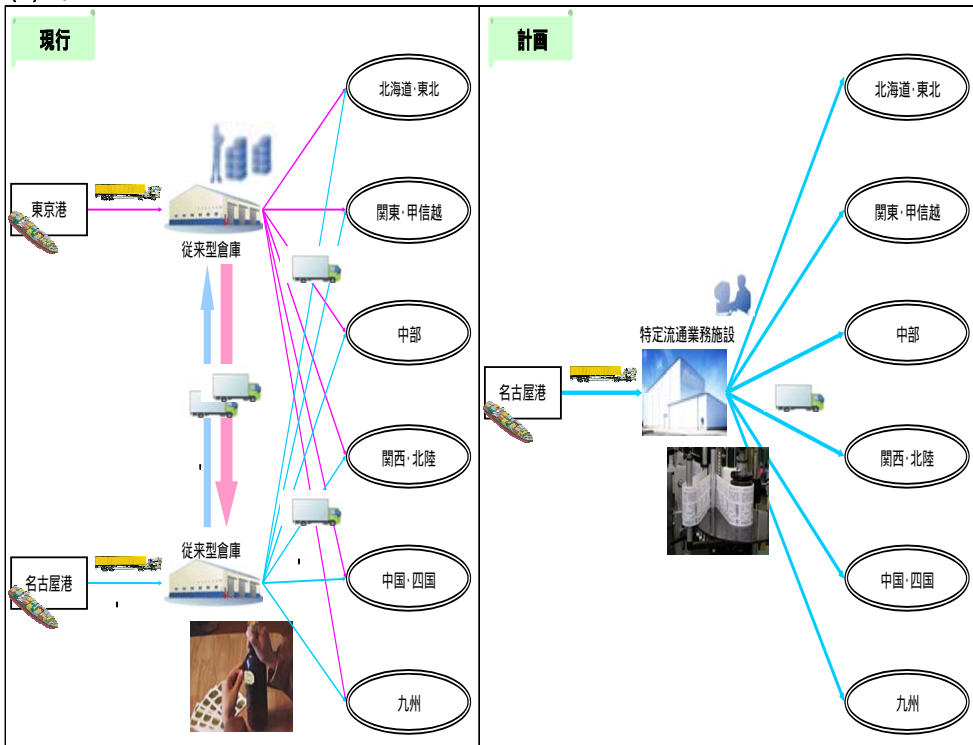 現行
北海道・東北
東京港
関東・甲信越
従来型倉庫
中部
関西・北陸
従来型倉庫
名古屋港
中国・四国
九州
計画
北海道・東北
関東・甲信越
特定流通業務施設
中部
名古屋港
関西・北陸
中国・四国
九州